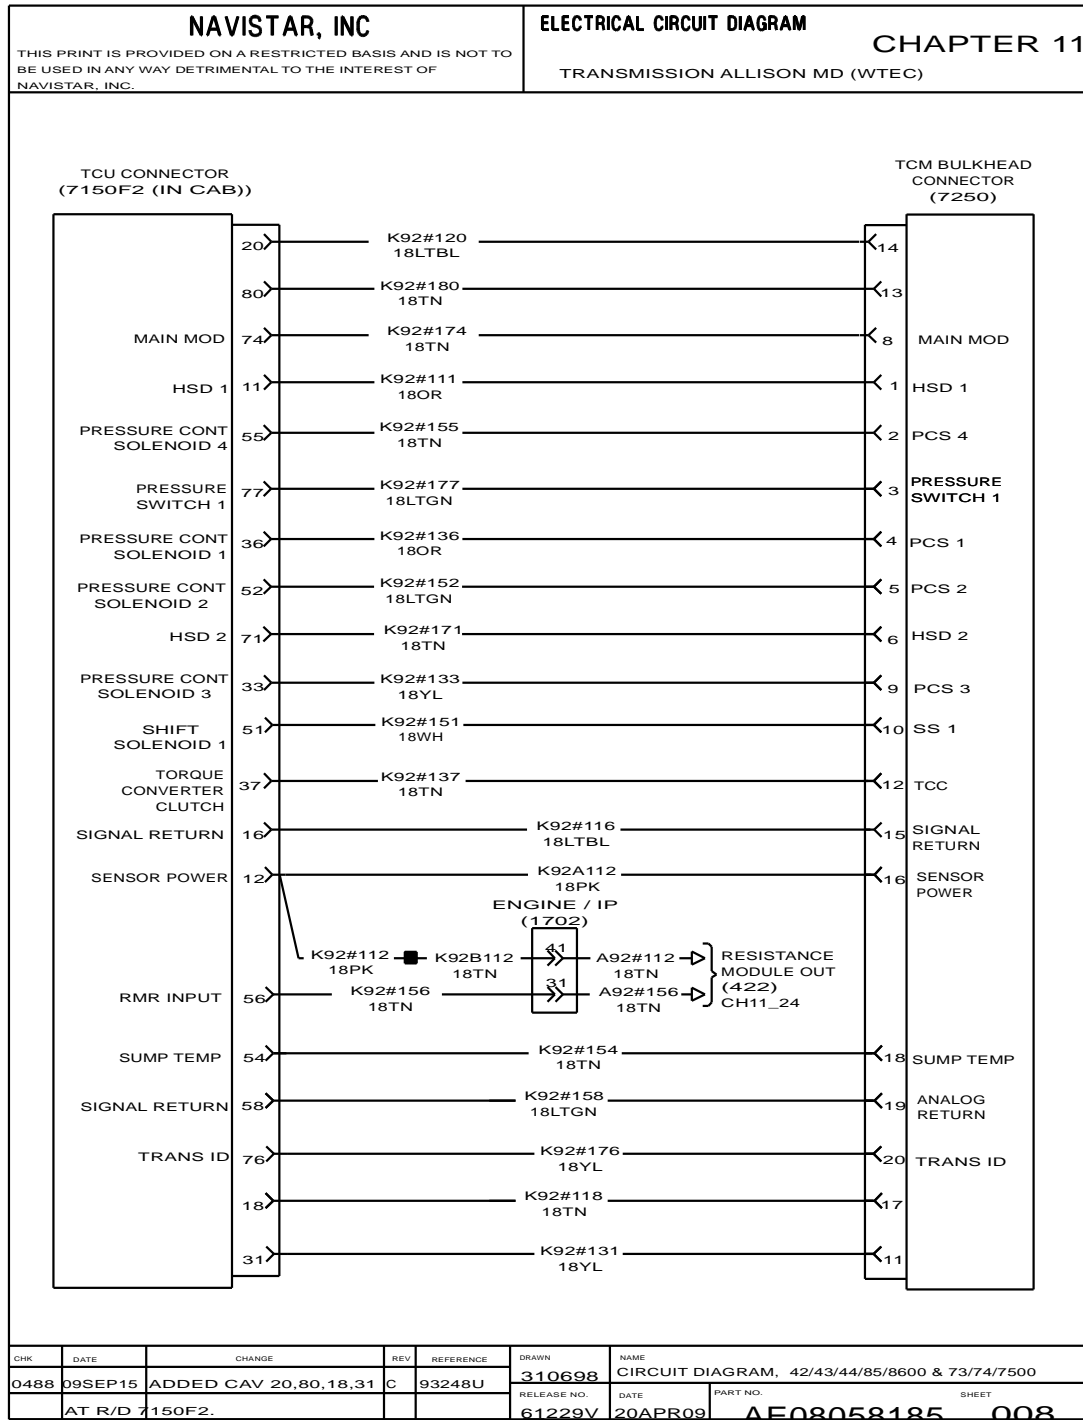 NAVISTAR, INC
THIS PRINT IS PROVIDED ON A RESTRICTED BASIS AND IS NOT TO
BE USED IN ANY WAY DETRIMENTAL TO THE INTEREST OF
NAVISTAR, INC.
ELECTRICAL CIRCUIT DIAGRAM
CHAPTER 11
TRANSMISSION ALLISON MD (WTEC)
TCU CONNECTOR
(7150F2 (IN CAB))
TCM BULKHEAD
CONNECTOR
(7250)
20 K92#120 14
18LTBL
80 K92#180 13
18TN
MAIN MOD 74 K92#174 8 MAIN MOD
18TN
HSD 1 11 K92#111 1 HSD 1
18OR
PRESSURE CONT
SOLENOID 4
55 K92#155 2 PCS 4
18TN
PRESSURE
SWITCH 1
77 K92#177 3
18LTGN
PRESSURE
SWITCH 1
PRESSURE CONT
SOLENOID 1
36 K92#136 4 PCS 1
18OR
PRESSURE CONT
SOLENOID 2
52 K92#152 5 PCS 2
18LTGN
HSD 2 71 K92#171 6 HSD 2
18TN
PRESSURE CONT
SOLENOID 3
33 K92#133 9 PCS 3
18YL
SHIFT
SOLENOID 1
51 K92#151 10 SS 1
18WH
TORQUE
CONVERTER
CLUTCH
37 K92#137 12 TCC
18TN
SIGNAL RETURN 16 K92#116 15
18LTBL
SIGNAL
RETURN
SENSOR POWER 12 K92A112 16
18PK
SENSOR
POWER
ENGINE / IP
(1702)
K92#112 K92B112 41 A92#112
18PK 18TN 18TN
RMR INPUT 56 K92#156 31 A92#156
18TN 18TN
RESISTANCE
MODULE OUT
(422)
CH11_24
SUMP TEMP 54 K92#154 18 SUMP TEMP
18TN
SIGNAL RETURN 58 K92#158 19
18LTGN
ANALOG
RETURN
TRANS ID 76 K92#176 20 TRANS ID
18YL
18 K92#118 17
18TN
31 K92#131 11
18YL
CHK DATE CHANGE REV REFERENCE
0488 09SEP15 ADDED CAV 20,80,18,31 C 93248U
AT R/D 7150F2.
DRAWN
310698
NAME
CIRCUIT DIAGRAM, 42/43/44/85/8600 & 73/74/7500
RELEASE NO.
61229V
DATE
20APR09
PART NO.
AE08058185
SHEET
008